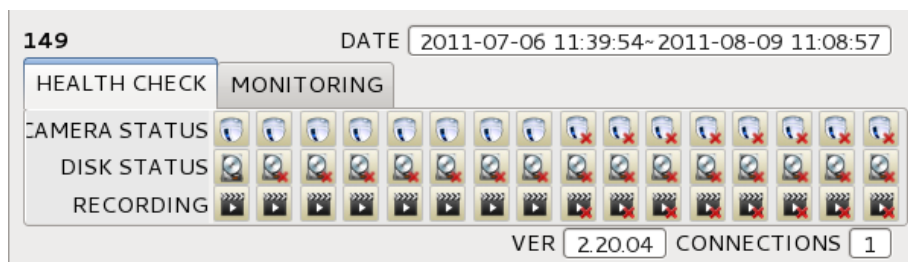 149 DATE 2011-07-06 11:39:54~2011-08-09 11:08:57
HEALTH CHECK MONITORING
CAMERA STATUS
DISK STATUS
RECORDING
VER 2.20.04 CONNECTIONS 1